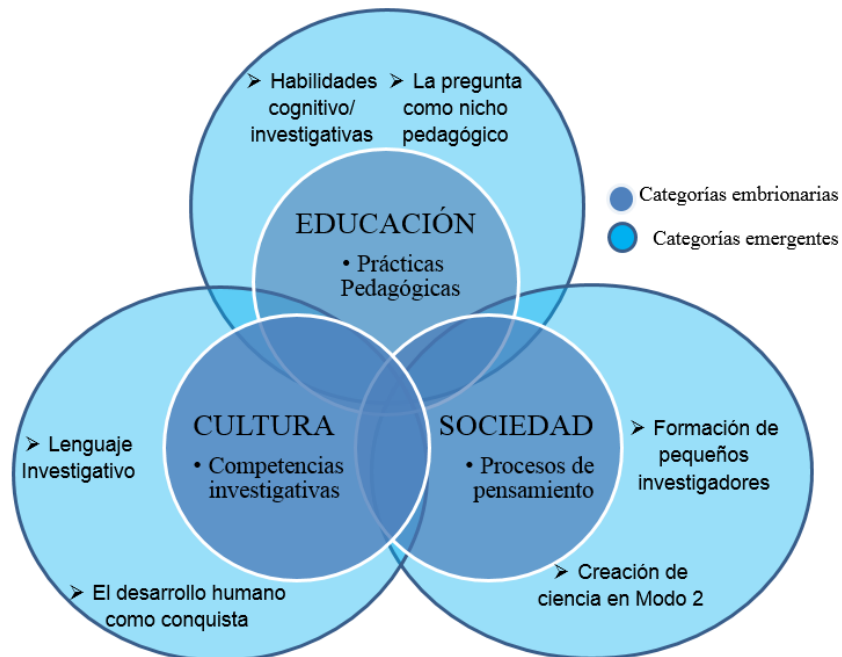 ➢ Habilidades
cognitivo/
investigativas
➢ La pregunta
como nicho
pedagógico
EDUCACIÓN
• Prácticas
Pedagógicas
Categorías embrionarias
Categorías emergentes
CULTURA
• Competencias
investigativas
➢ Lenguaje
Investigativo
➢ El desarrollo humano
como conquista
SOCIEDAD
• Procesos de
pensamiento
➢ Formación de
pequeños
investigadores
➢ Creación de
ciencia en Modo 2